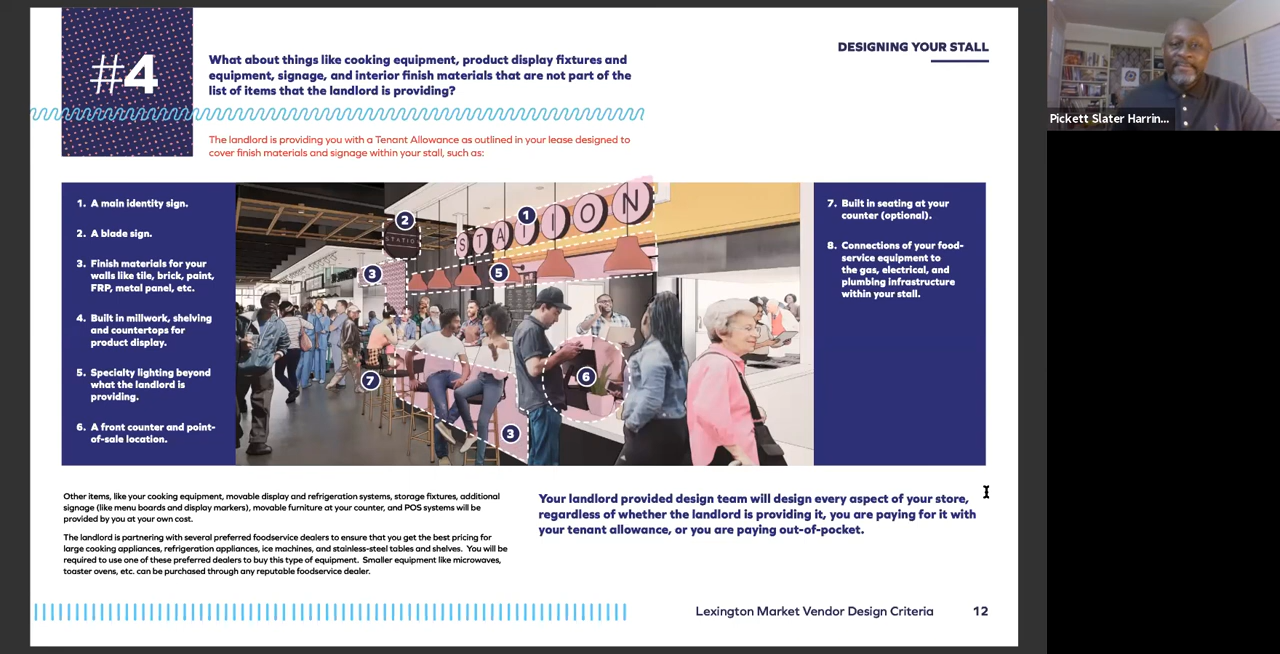 #4
What about things like cooking equipment, product display fixtures and
equipment, signage, and interior finish materials that are not part of the
list of items that the landlord is providing?
DESIGNING YOUR STALL
The landlord is providing you with a Tenant Allowance as outlined in your lease designed to
cover finish materials and signage within your stall, such as:
1. A main identity sign.
2. A blade sign.
3. Finish materials for your
walls like tile, brick, paint,
FRP, metal panel, etc.
4. Built in millwork, shelving
and countertops for
product display.
5. Specialty lighting beyond
what the landlord is
providing.
6. A front counter and point-
of-sale location.
1
2
STATIO
STATION
3
5
7
6
3
7. Built in seating at your
counter (optional).
8. Connections of your food-
service equipment to
the gas, electrical, and
plumbing infrastructure
within your stall.
Other items, like your cooking equipment, movable display and refrigeration systems, storage fixtures, additional
signage (like menu boards and display markers), movable furniture at your counter, and POS systems will be
provided by you at your own cost.
The landlord is partnering with several preferred foodservice dealers to ensure that you get the best pricing for
large cooking appliances, refrigeration appliances, ice machines, and stainless-steel tables and shelves. You will be
required to use one of these preferred dealers to buy this type of equipment. Smaller equipment like microwaves,
toaster ovens, etc. can be purchased through any reputable foodservice dealer.
Your landlord provided design team will design every aspect of your store,
regardless of whether the landlord is providing it, you are paying for it with
your tenant allowance, or you are paying out-of-pocket.
Lexington Market Vendor Design Criteria 12
Pickett Slater Harrin...